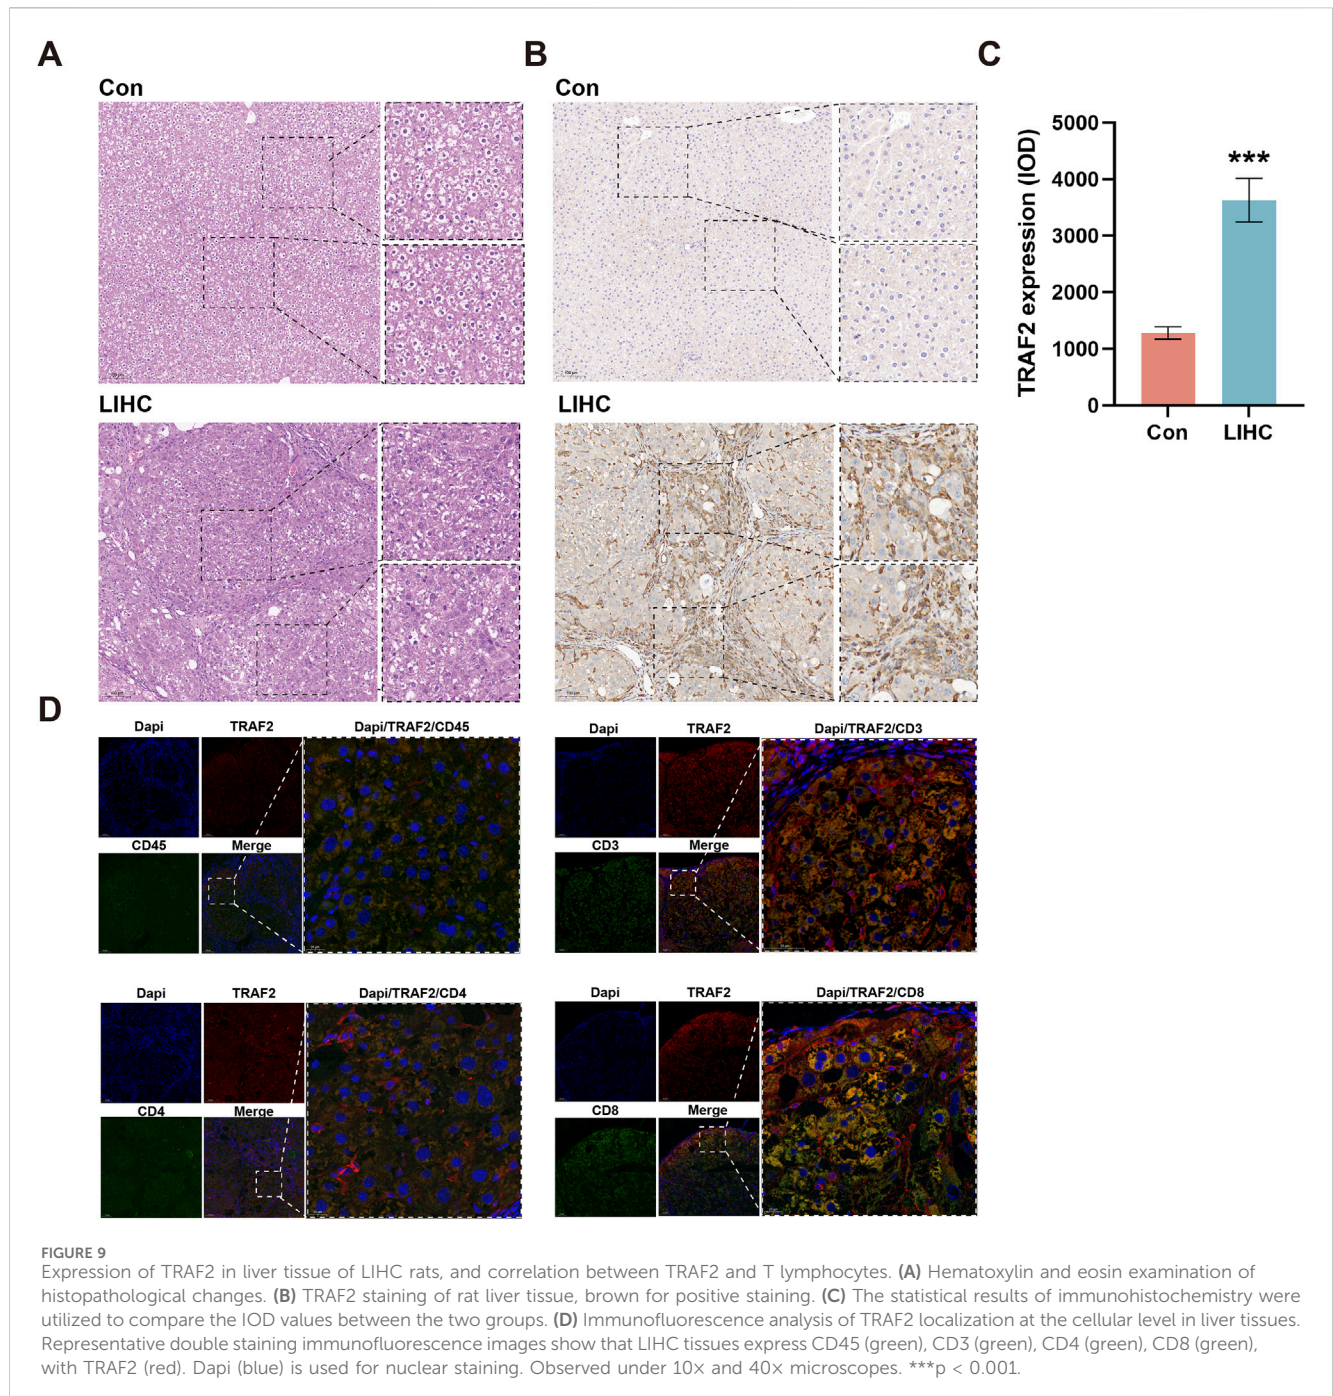 A
B
C
Con
Con
LIHC
LIHC
TRAF2 expression (IOD)
5000
4000
3000
2000
1000
0
***
Con
LIHC
D
Dapi
TRAF2
Dapi/TRAF2/CD45
CD45
Merge
Dapi
TRAF2
Dapi/TRAF2/CD3
CD3
Merge
Dapi
TRAF2
Dapi/TRAF2/CD4
CD4
Merge
Dapi
TRAF2
Dapi/TRAF2/CD8
CD8
Merge
FIGURE 9
Expression of TRAF2 in liver tissue of LIHC rats, and correlation between TRAF2 and T lymphocytes. (A) Hematoxylin and eosin examination of
histopathological changes. (B) TRAF2 staining of rat liver tissue, brown for positive staining. (C) The statistical results of immunohistochemistry were
utilized to compare the IOD values between the two groups. (D) Immunofluorescence analysis of TRAF2 localization at the cellular level in liver tissues.
Representative double staining immunofluorescence images show that LIHC tissues express CD45 (green), CD3 (green), CD4 (green), CD8 (green),
with TRAF2 (red). Dapi (blue) is used for nuclear staining. Observed under 10× and 40× microscopes. ***p < 0.001.